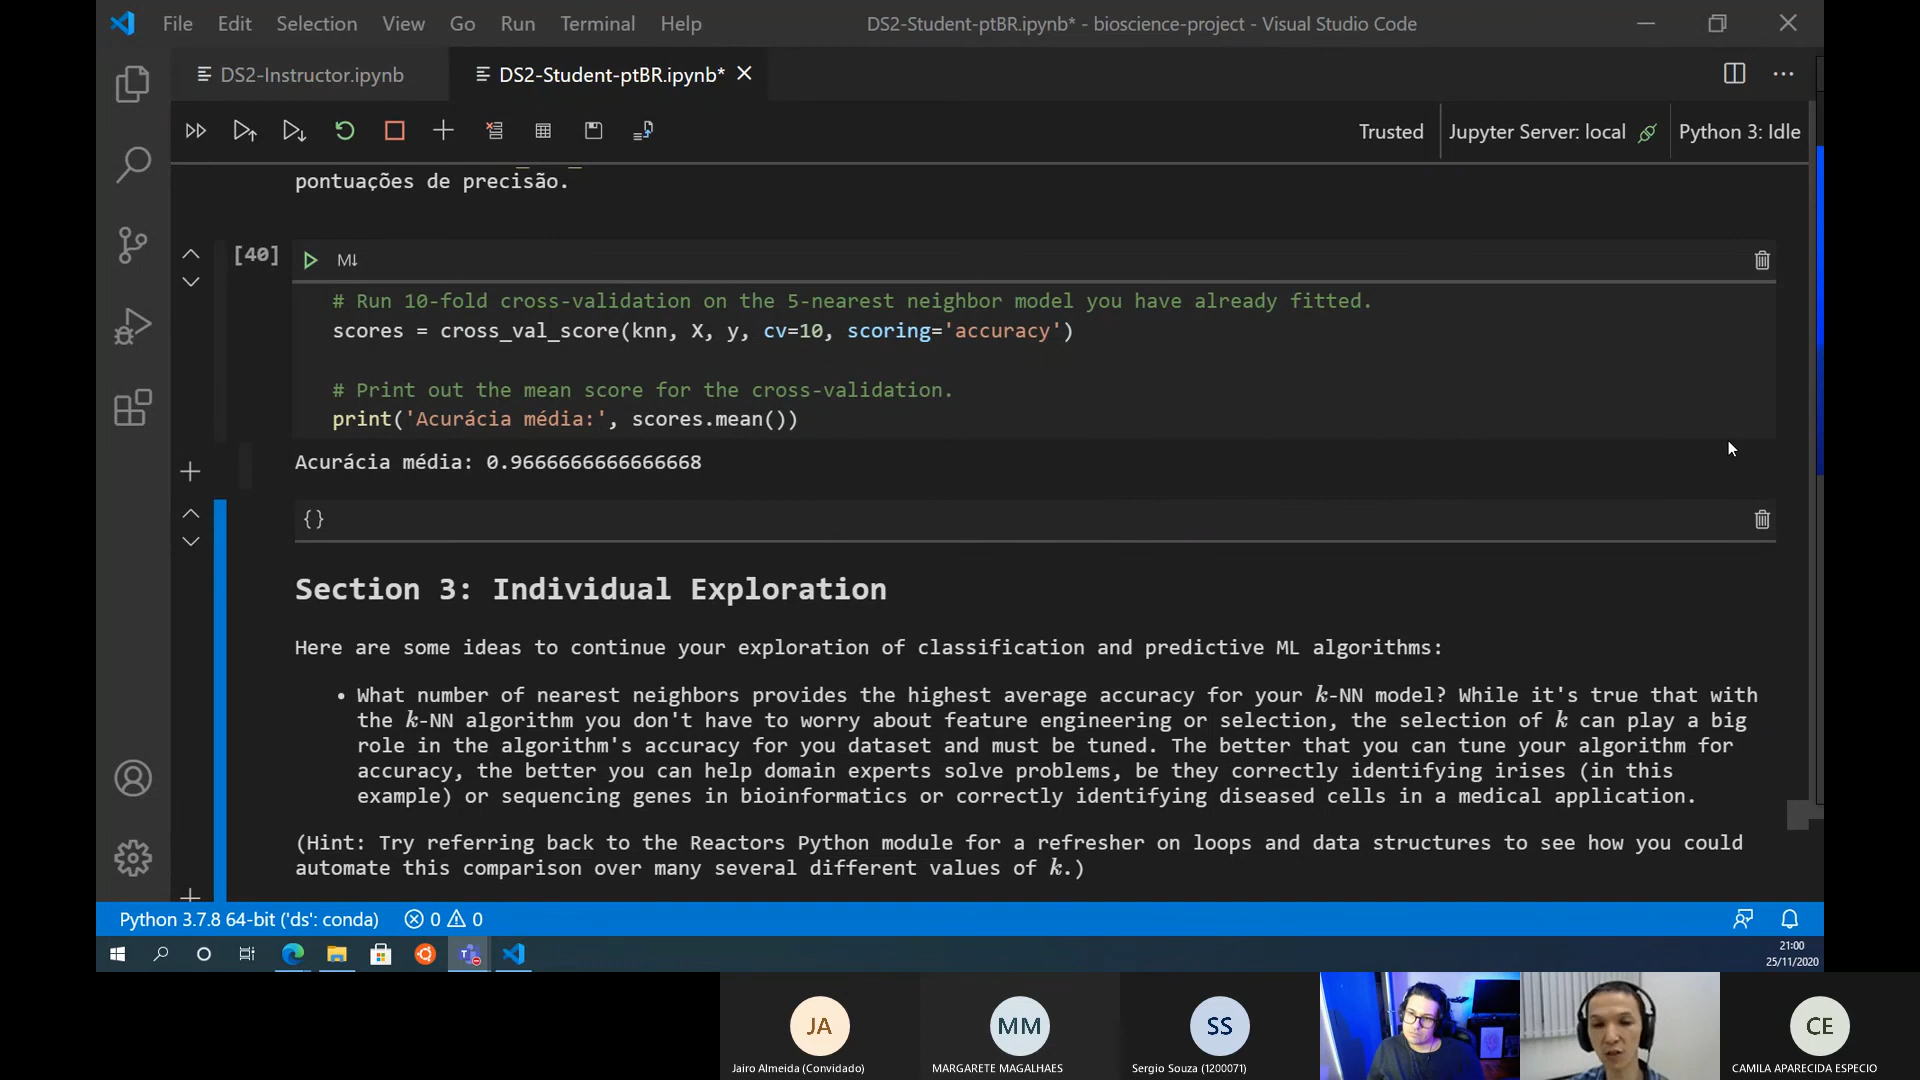 File Edit Selection View Go Run Terminal Help DS2-Student-ptBR.ipynb* - bioscience-project - Visual Studio Code
DS2-Instructor.ipynb DS2-Student-ptBR.ipynb*
Trusted Jupyter Server: local Python 3: Idle
pontuações de precisão.
[40] M↓
# Run 10-fold cross-validation on the 5-nearest neighbor model you have already fitted.
scores = cross_val_score(knn, X, y, cv=10, scoring='accuracy')
# Print out the mean score for the cross-validation.
print('Acurácia média:', scores.mean())
Acurácia média: 0.9666666666666668
{}
Section 3: Individual Exploration
Here are some ideas to continue your exploration of classification and predictive ML algorithms:
• What number of nearest neighbors provides the highest average accuracy for your k-NN model? While it's true that with
the k-NN algorithm you don't have to worry about feature engineering or selection, the selection of k can play a big
role in the algorithm's accuracy for you dataset and must be tuned. The better that you can tune your algorithm for
accuracy, the better you can help domain experts solve problems, be they correctly identifying irises (in this
example) or sequencing genes in bioinformatics or correctly identifying diseased cells in a medical application.
(Hint: Try referring back to the Reactors Python module for a refresher on loops and data structures to see how you could
automate this comparison over many several different values of k.)
Python 3.7.8 64-bit ('ds': conda) 0 0
21:00
25/11/2020
JA MM SS CE
Jairo Almeida (Convidado) MARGARETE MAGALHAES Sergio Souza (1200071) CAMILA APARECIDA ESPECIO